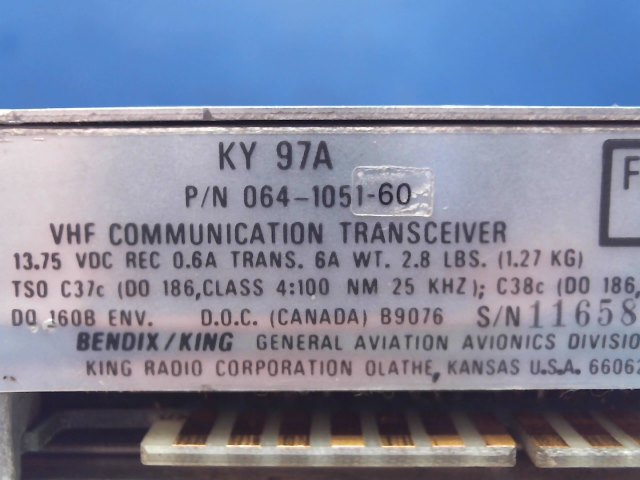 KY 97A
P/N 064-1051-60
F
VHF COMMUNICATION TRANSCEIVER
13.75 VDC REC 0.6A TRANS. 6A WT. 2.8 LBS. (1.27 KG)
TSO C37c (DO 186,CLASS 4:100 NM 25 KHZ); C38c (DO 186,
DO 160B ENV. D.O.C. (CANADA) B9076 S/N 11658
BENDIX/KING GENERAL AVIATION AVIONICS DIVISIO
KING RADIO CORPORATION OLATHE, KANSAS U.S.A. 66062